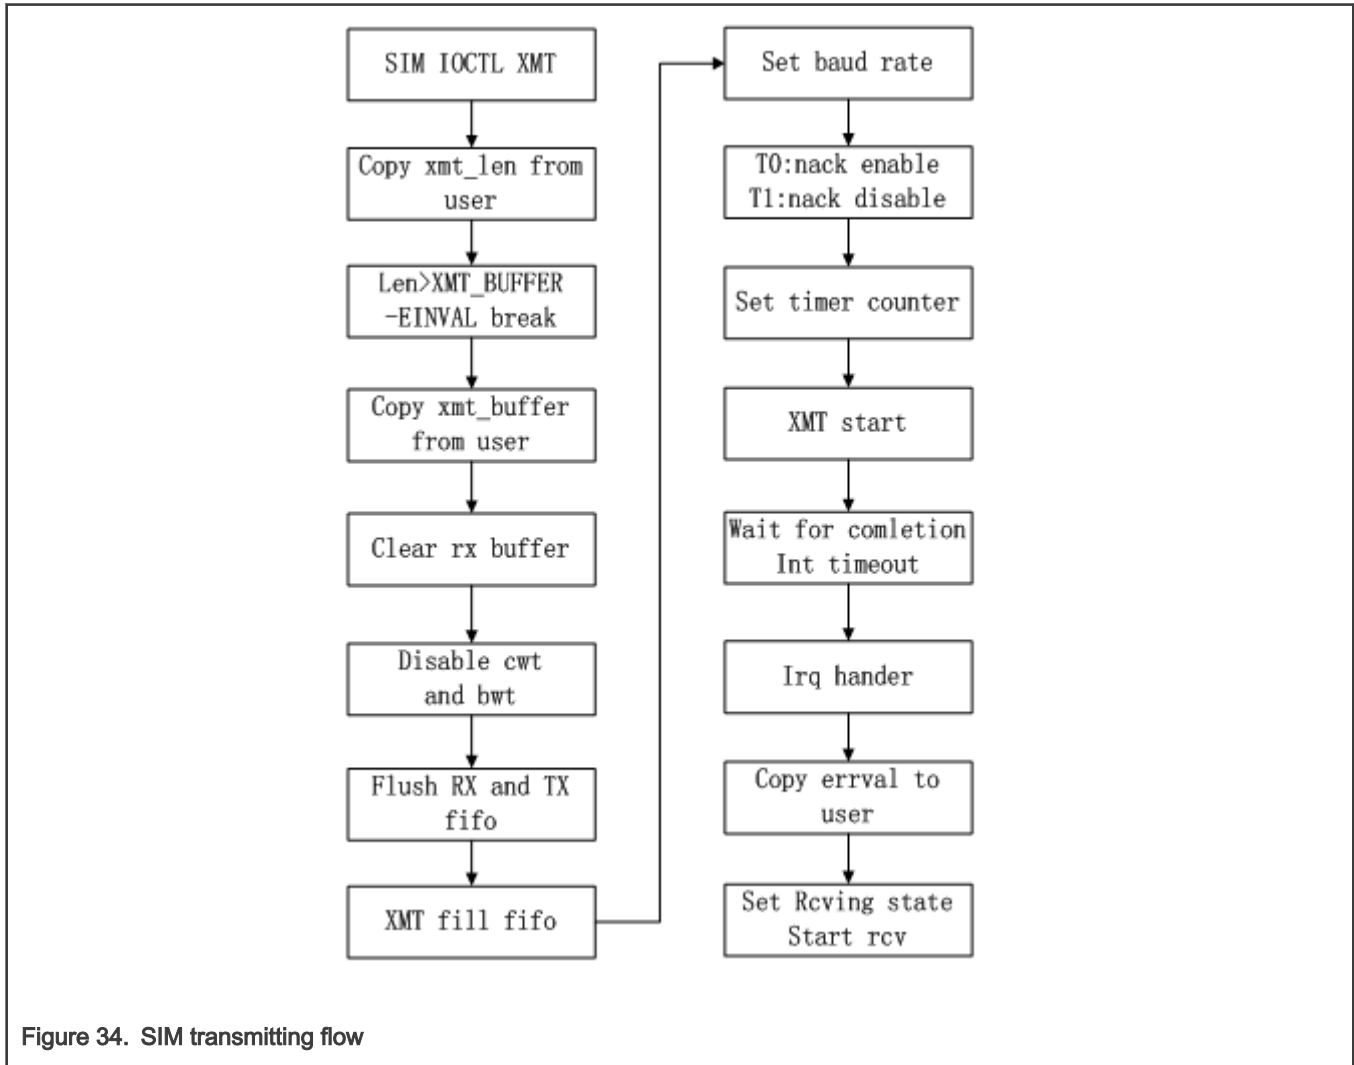 SIM IOCTL XMT
Copy xmt_len from
user
Len>XMT_BUFFER
-EINVAL break
Copy xmt_buffer
from user
Clear rx buffer
Disable cwt
and bwt
Flush RX and TX
fifo
XMT fill fifo
Set baud rate
T0:nack enable
T1:nack disable
Set timer counter
XMT start
Wait for comletion
Int timeout
Irq hander
Copy errval to
user
Set Rcving state
Start rcv
Figure 34. SIM transmitting flow